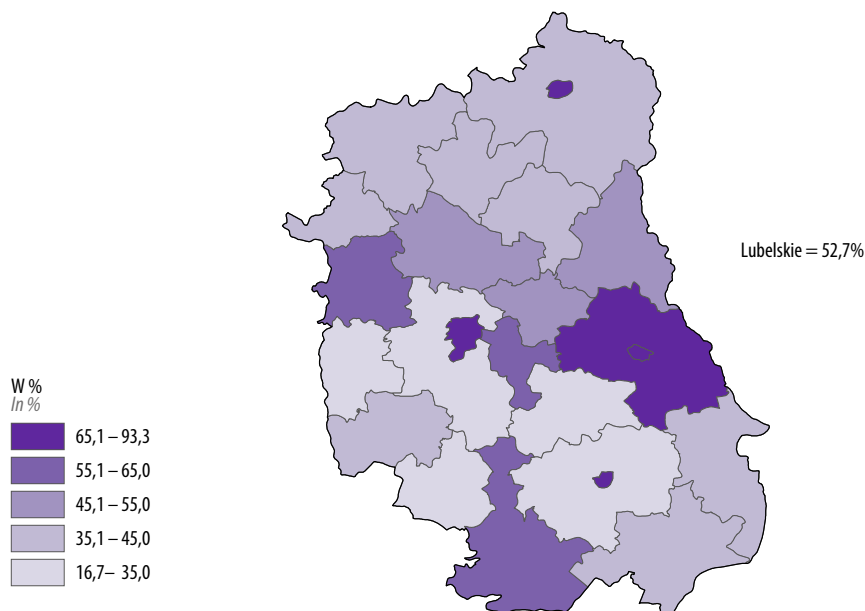 Lubelskie = 52,7%
W %
In %
65,1 – 93,3
55,1 – 65,0
45,1 – 55,0
35,1 – 45,0
16,7– 35,0